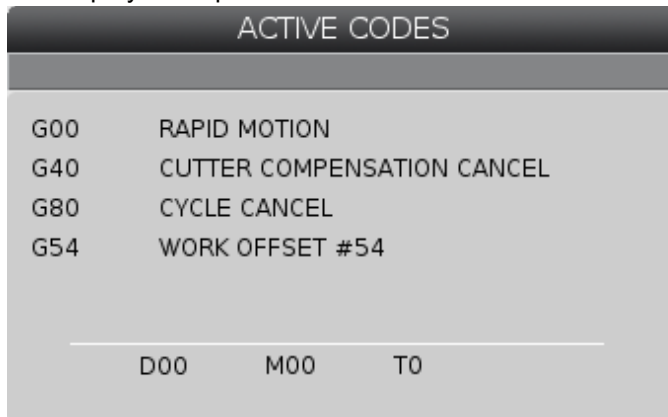 ACTIVE CODES
G00 RAPID MOTION
G40 CUTTER COMPENSATION CANCEL
G80 CYCLE CANCEL
G54 WORK OFFSET #54
D00 M00 T0